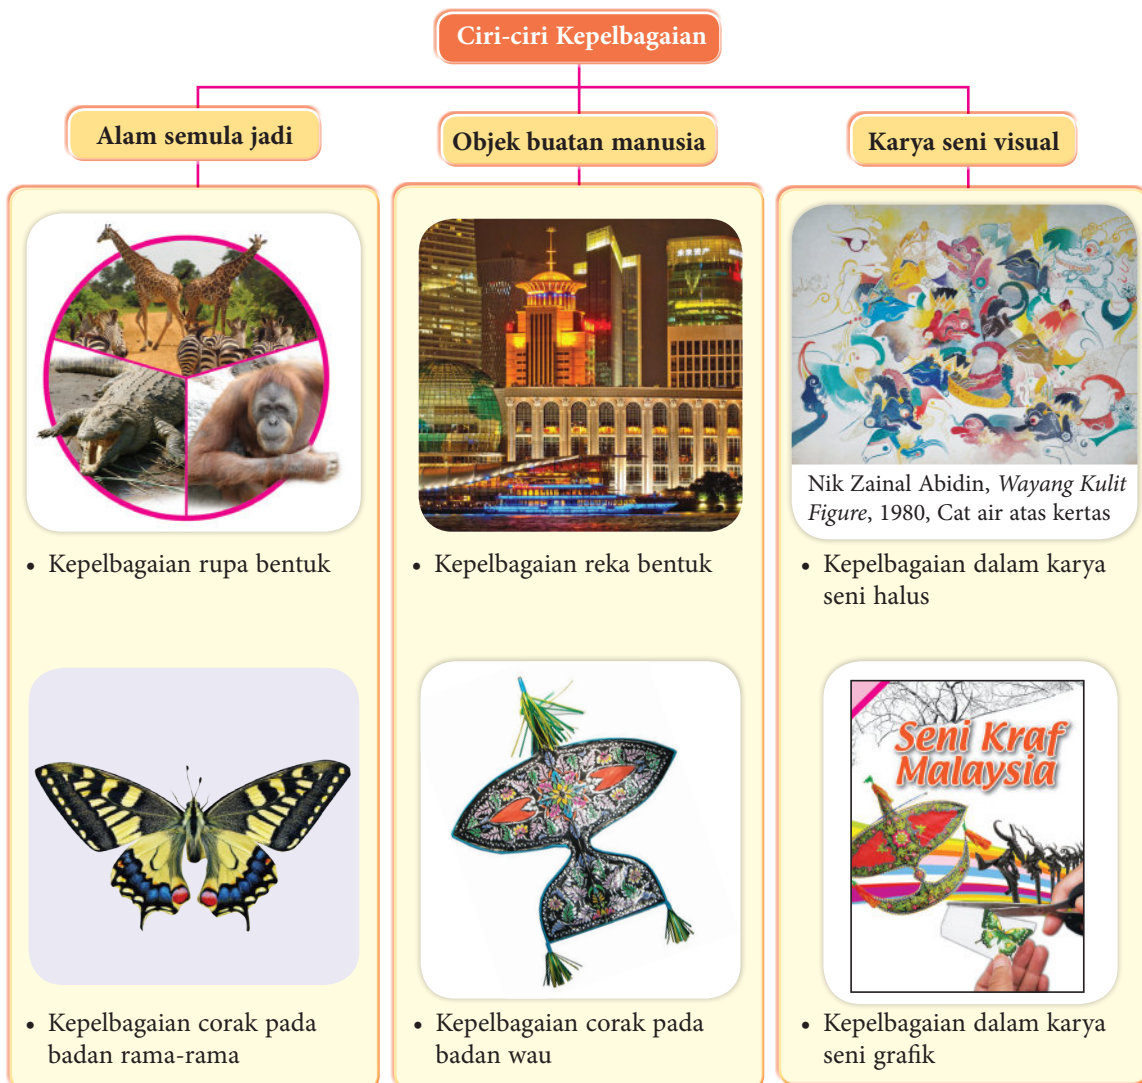 Ciri-ciri Kepelbagaian
Alam semula jadi
Objek buatan manusia
Karya seni visual
Nik Zainal Abidin, Wayang Kulit
Figure, 1980, Cat air atas kertas
• Kepelbagaian rupa bentuk
• Kepelbagaian reka bentuk
• Kepelbagaian dalam karya
seni halus
Seni Kraf
Malaysia
• Kepelbagaian corak pada
badan rama-rama
• Kepelbagaian corak pada
badan wau
• Kepelbagaian dalam karya
seni grafik